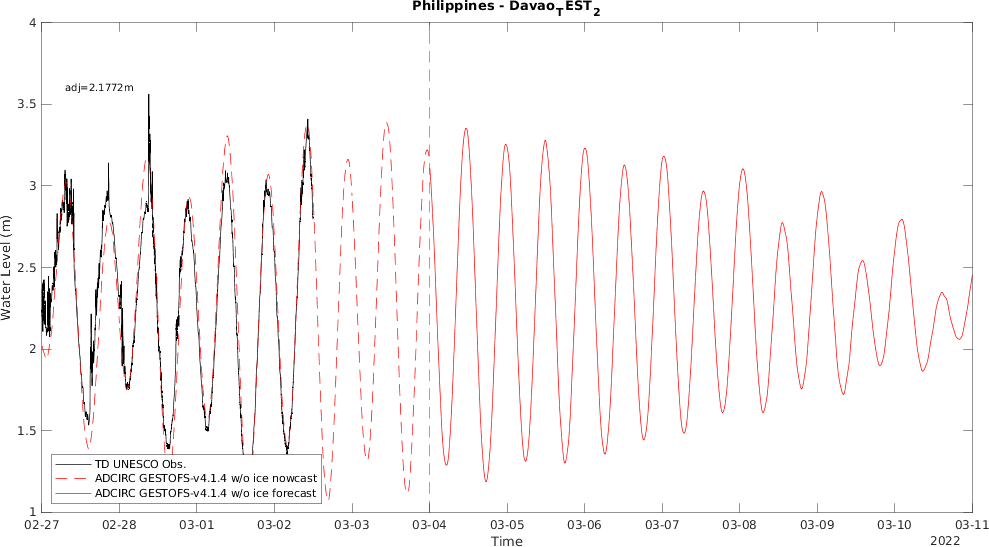 Philippines - Davao_TEST_2
adj=2.1772m
4
3.5
3
2.5
2
1.5
1
Water Level (m)
TD UNESCO Obs.
ADCIRC GESTOFS-v4.1.4 w/o ice nowcast
ADCIRC GESTOFS-v4.1.4 w/o ice forecast
02-27 02-28 03-01 03-02 03-03 03-04 03-05 03-06 03-07 03-08 03-09 03-10 03-11
Time
2022